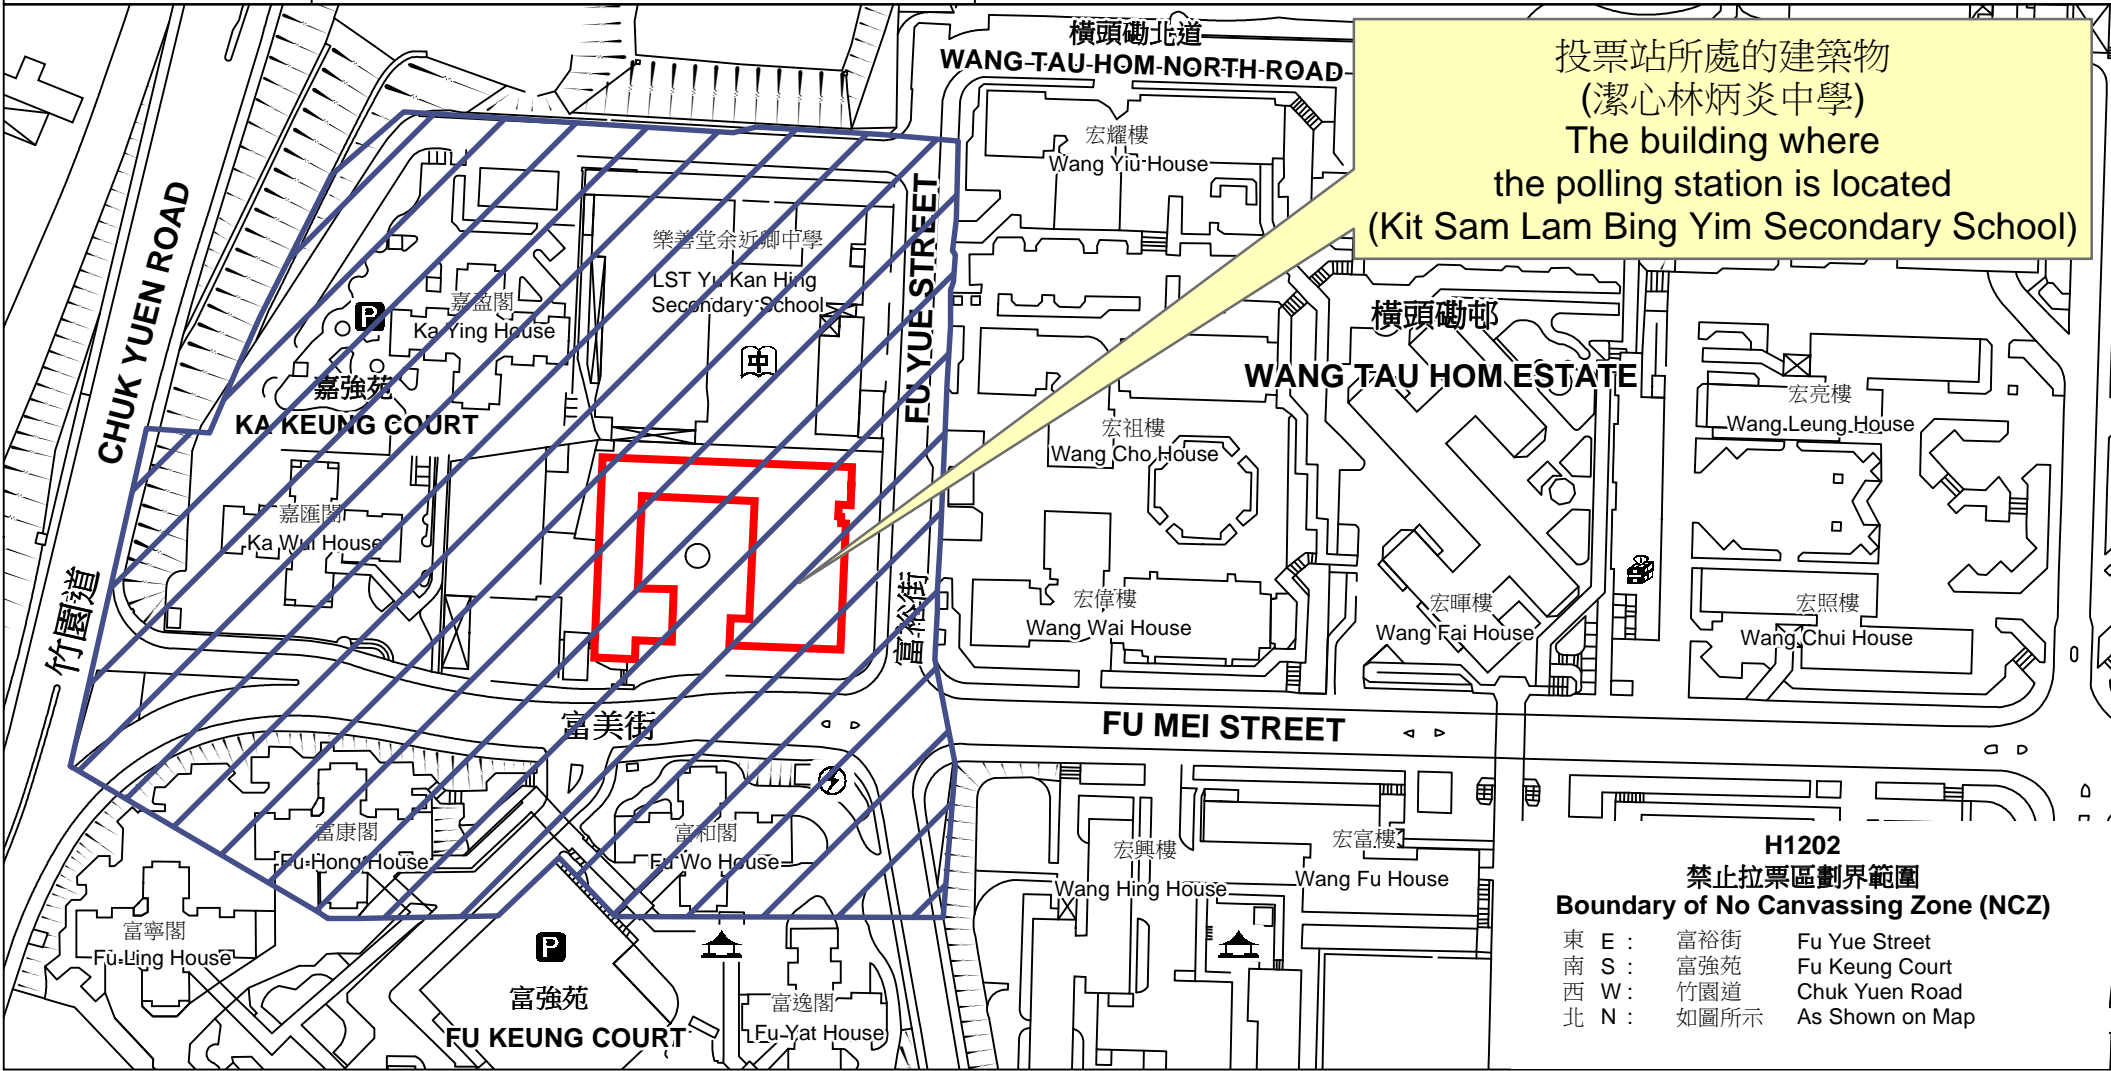 橫頭磡北道
WANG TAU HOM NORTH ROAD
投票站所處的建築物
(潔心林炳炎中學)
The building where
the polling station is located
(Kit Sam Lam Bing Yim Secondary School)
宏耀樓
Wang Yiu House
CHUK YUEN ROAD
竹園道
FU YUE STREET
富裕街
樂善堂余近卿中學
LST Yu Kan Hing
Secondary School
中
嘉盈閣
Ka Ying House
P
嘉強苑
KA KEUNG COURT
嘉匯閣
Ka Wui House
橫頭磡邨
WANG TAU HOM ESTATE
宏祖樓
Wang Cho House
宏亮樓
Wang Leung House
宏偉樓
Wang Wai House
宏暉樓
Wang Fai House
宏照樓
Wang Chui House
富美街
FU MEI STREET
富康閣
Fu Hong House
富和閣
Fu Wo House
宏興樓
Wang Hing House
宏富樓
Wang Fu House
富寧閣
Fu Ling House
P
富強苑
FU KEUNG COURT
富逸閣
Fu Yat House
H1202
禁止拉票區劃界範圍
Boundary of No Canvassing Zone (NCZ)
東 E : 富裕街 Fu Yue Street
南 S : 富強苑 Fu Keung Court
西 W : 竹園道 Chuk Yuen Road
北 N : 如圖所示 As Shown on Map